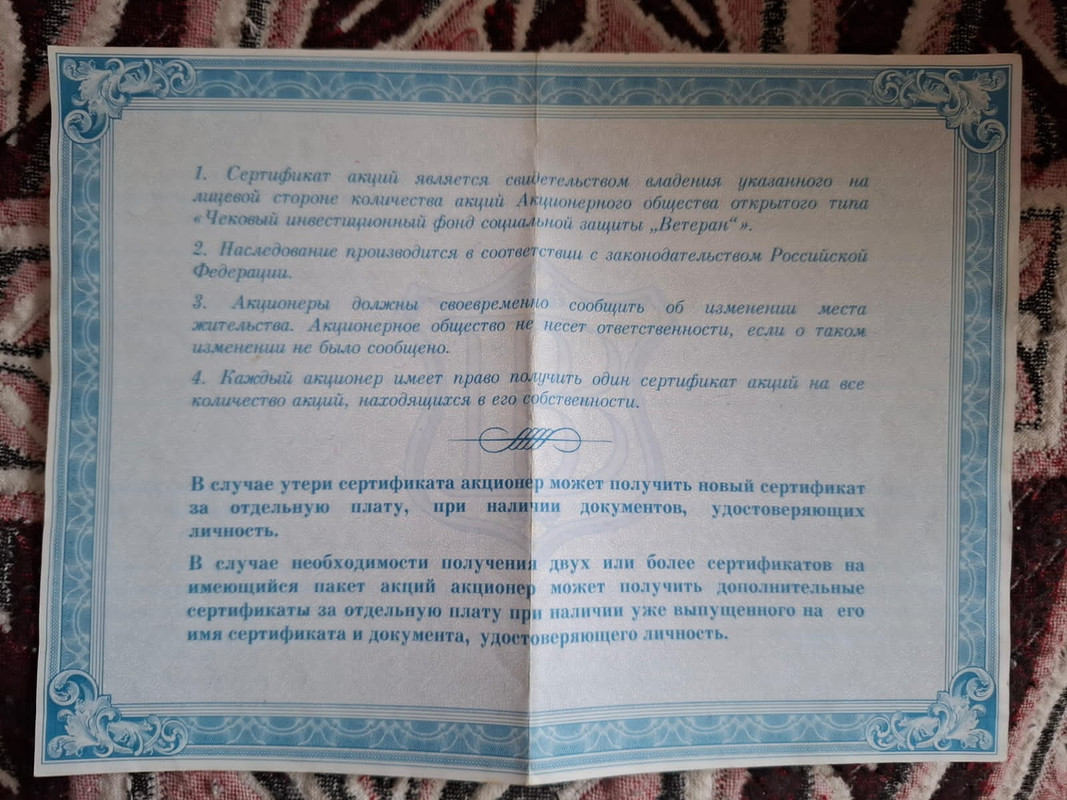 1. Сертификат акций является свидетельством владения указанного на
лицевой стороне количества акций Акционерного общества открытого типа
«Чековый инвестиционный фонд социальной защиты „Ветеран“».
2. Наследование производится в соответствии с законодательством Российской
Федерации.
3. Акционеры должны своевременно сообщить об изменении места
жительства. Акционерное общество не несет ответственности, если о таком
изменении не было сообщено.
4. Каждый акционер имеет право получить один сертификат акций на все
количество акций, находящихся в его собственности.
В случае утери сертификата акционер может получить новый сертификат
за отдельную плату, при наличии документов, удостоверяющих
личность.
В случае необходимости получения двух или более сертификатов на
имеющийся пакет акций акционер может получить дополнительные
сертификаты за отдельную плату при наличии уже выпущенного на его
имя сертификата и документа, удостоверяющего личность.